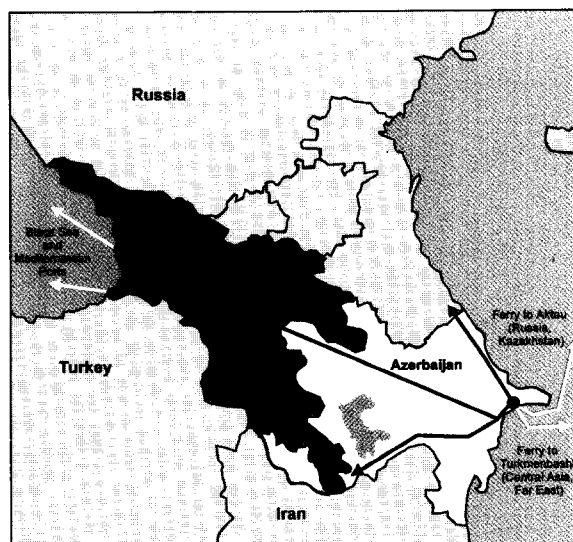 Russia
Black Sea
and
Mediterranean
Ports
Ferry to Aktau
(Russia,
Kazakhstan)
Turkey
Azerbaijan
Ferry to
Turkmenbashi
(Central Asia,
Far East)
Iran